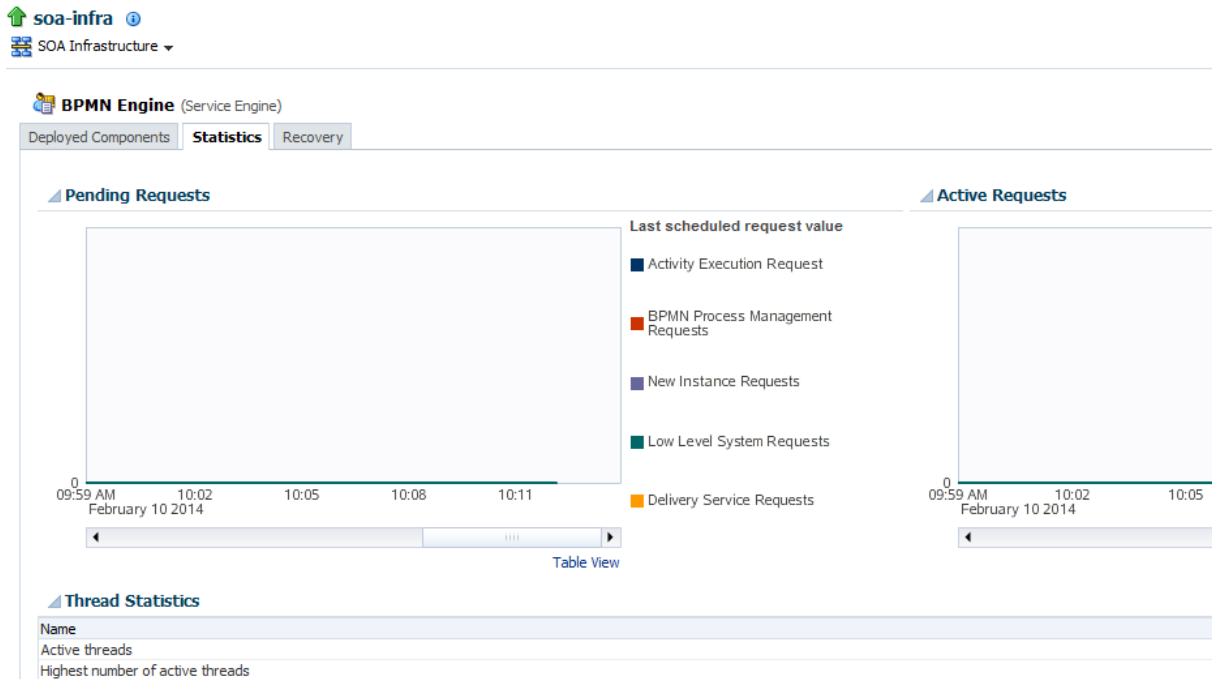 soa-infra
SOA Infrastructure
BPMN Engine (Service Engine)
Deployed Components Statistics Recovery
Pending Requests
Last scheduled request value
Activity Execution Request
BPMN Process Management
Requests
New Instance Requests
Low Level System Requests
Delivery Service Requests
0
09:59 AM 10:02 10:05 10:08 10:11
February 10 2014
Table View
Active Requests
0
09:59 AM 10:02 10:05
February 10 2014
Thread Statistics
Name
Active threads
Highest number of active threads